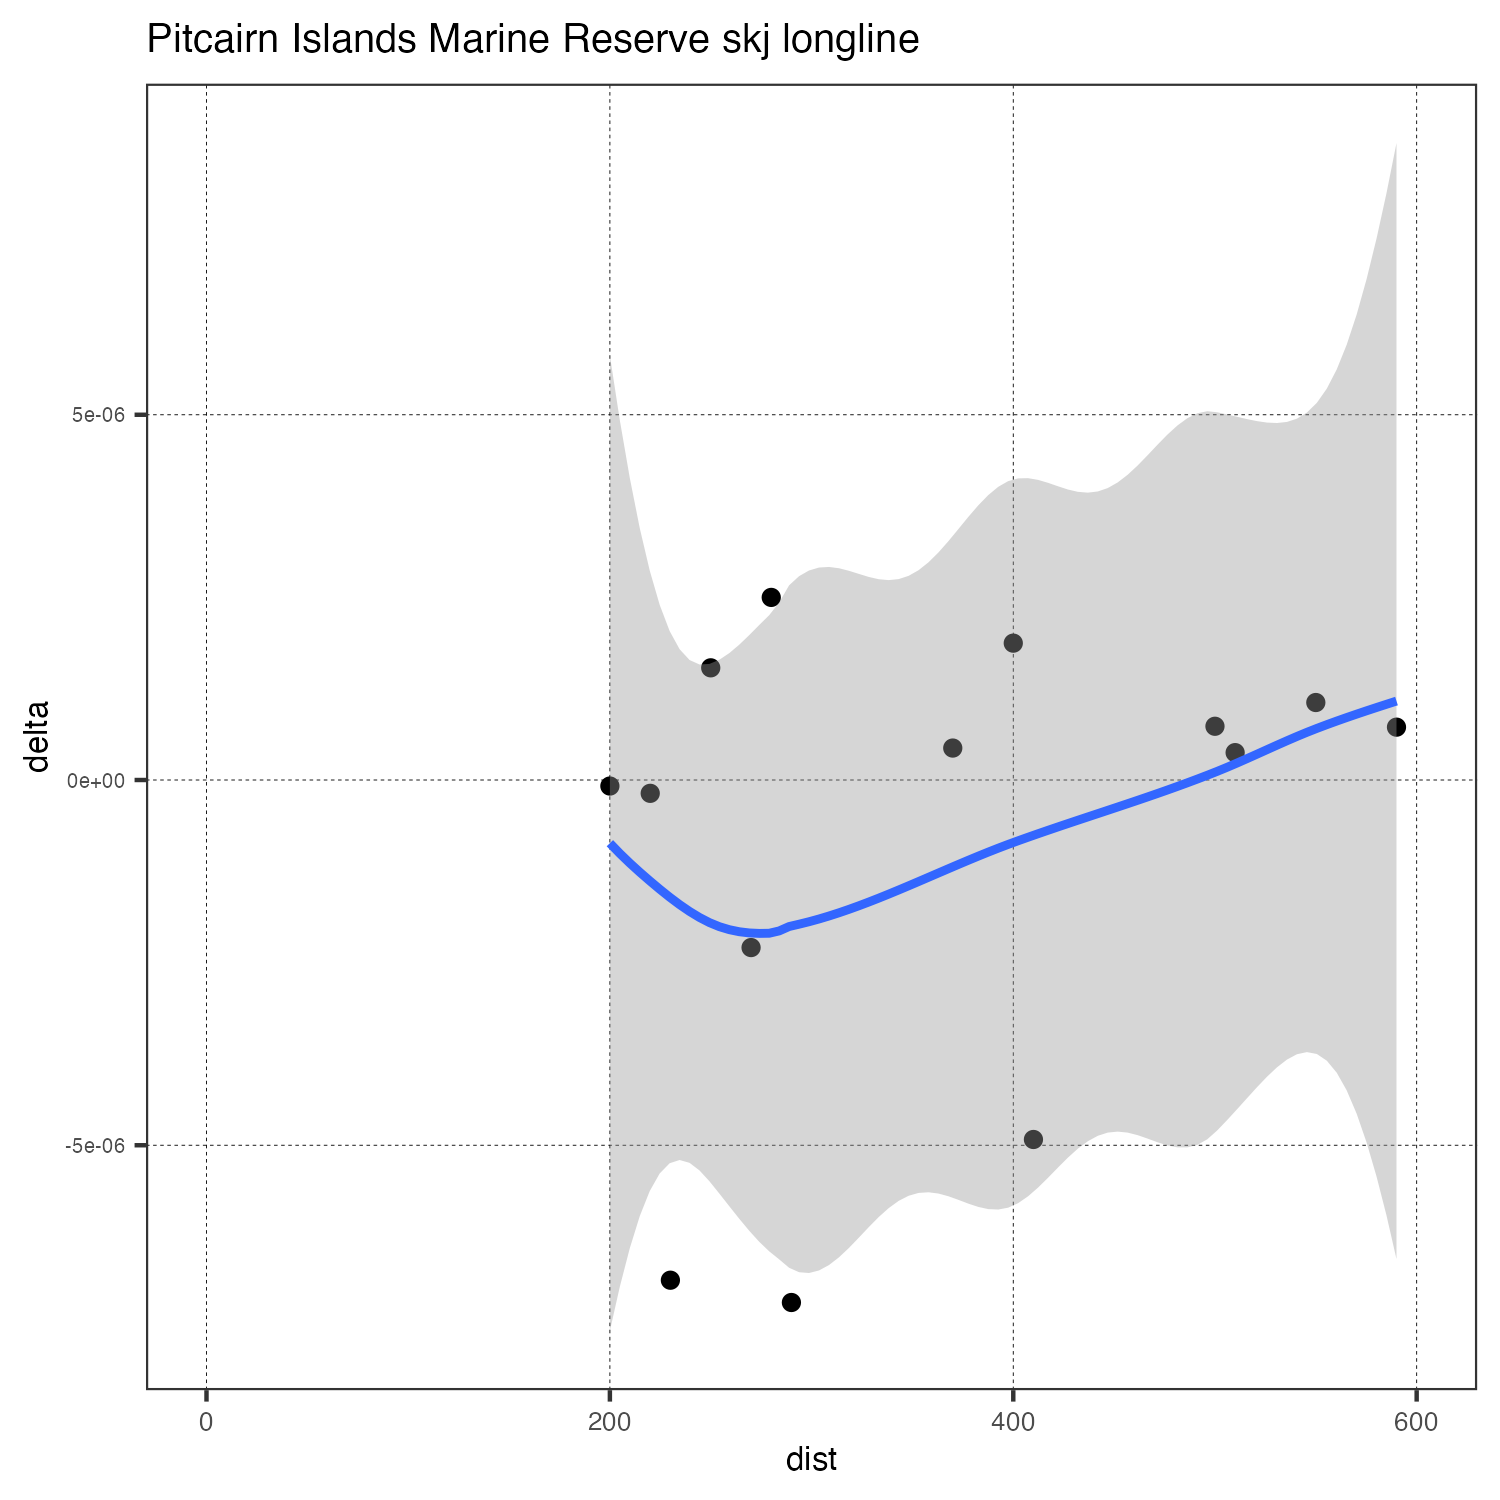 Pitcairn Islands Marine Reserve skj longline
delta
5e-06
0e+00
-5e-06
0
200
400
600
dist